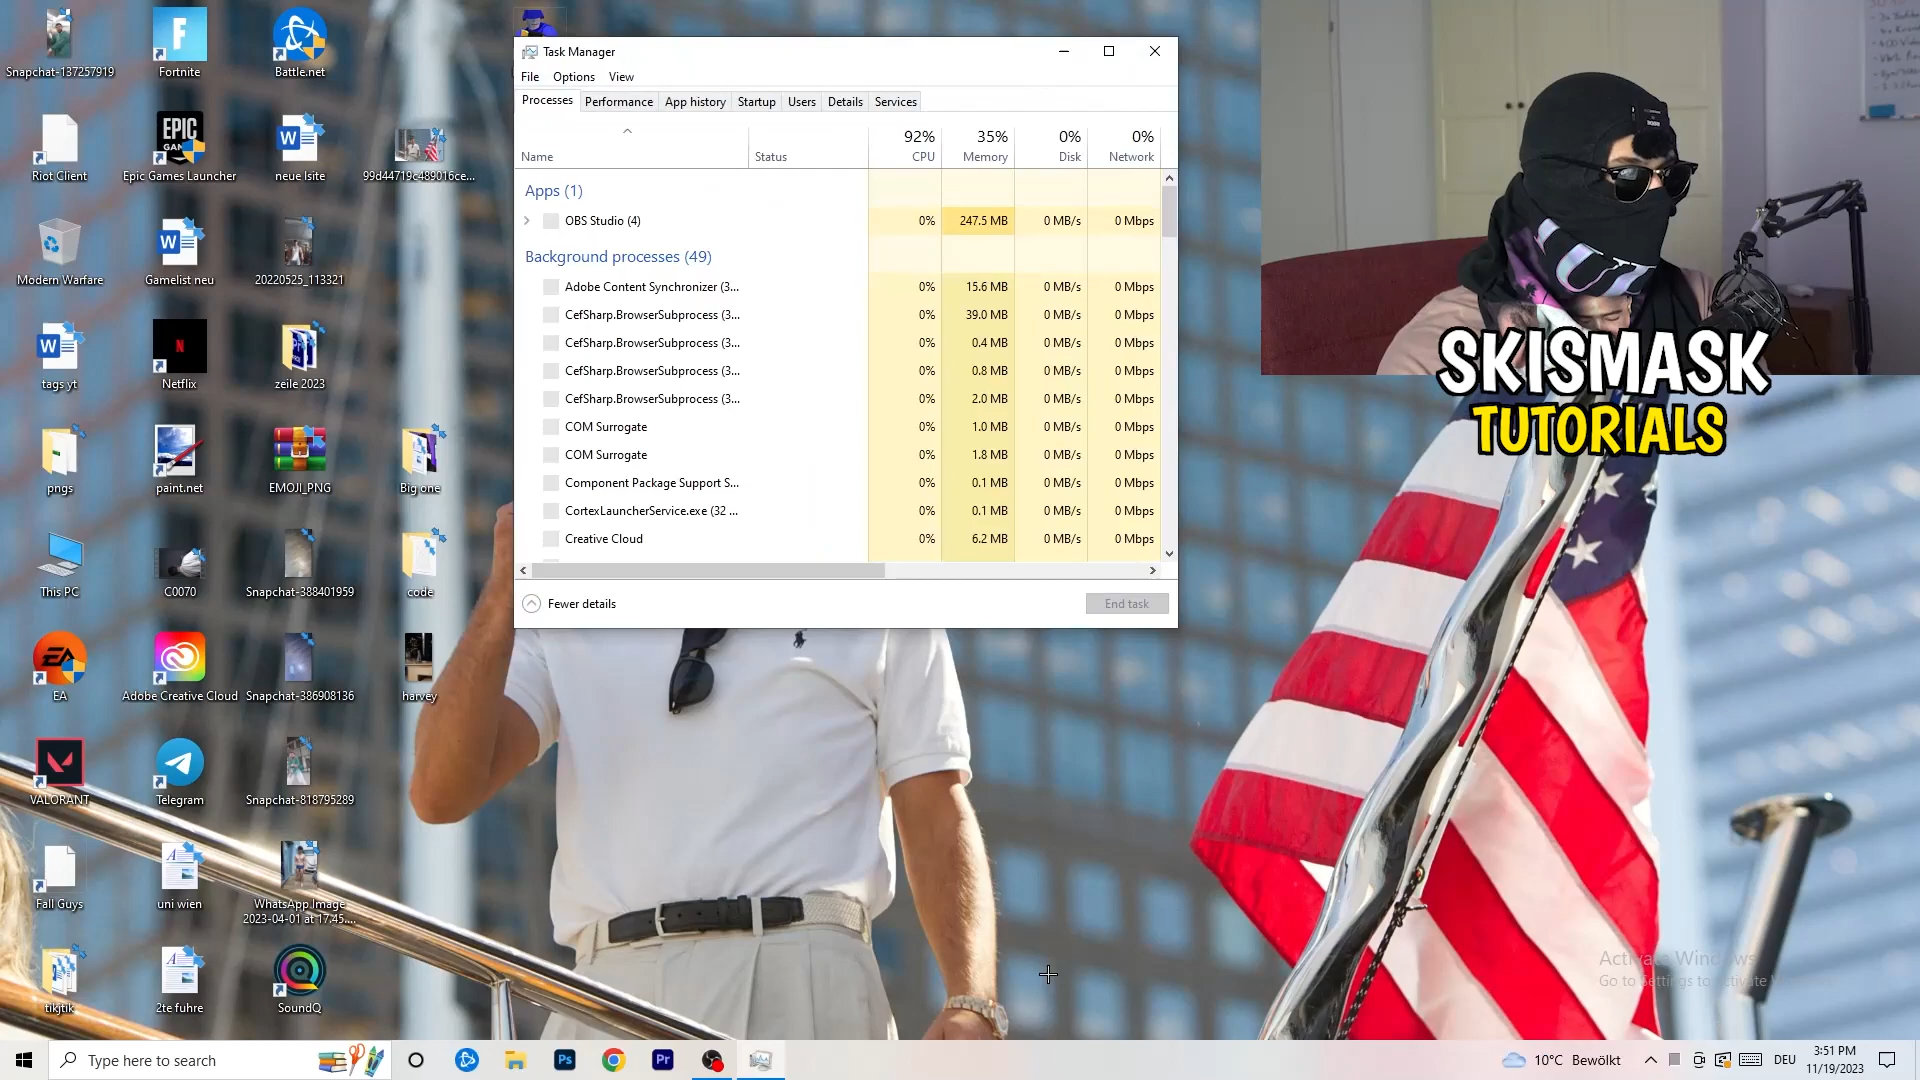 Snapchat-137257919
Fortnite
Battle.net
Riot Client
EPIC
Epic Games Launcher
neue lsite
99d44719c489016ce...
Modern Warfare
Gamelist neu
20220525_113321
tags yt
Netflix
zeile 2023
pngs
paint.net
EMOJI_PNG
Big one
This PC
C0070
Snapchat-388401959
code
EA
Adobe Creative Cloud
Snapchat-386908136
harvey
VALORANT
Telegram
Snapchat-818795289
Fall Guys
uni wien
WhatsApp Image
2023-04-01 at 17.45....
tikjtik
2te fuhre
SoundQ
Task Manager
File Options View
Processes Performance App history Startup Users Details Services
92% 35% 0% 0%
Name Status CPU Memory Disk Network
Apps (1)
OBS Studio (4) 0% 247.5 MB 0 MB/s 0 Mbps
Background processes (49)
Adobe Content Synchronizer (3... 0% 15.6 MB 0 MB/s 0 Mbps
CefSharp.BrowserSubprocess (3... 0% 39.0 MB 0 MB/s 0 Mbps
CefSharp.BrowserSubprocess (3... 0% 0.4 MB 0 MB/s 0 Mbps
CefSharp.BrowserSubprocess (3... 0% 0.8 MB 0 MB/s 0 Mbps
CefSharp.BrowserSubprocess (3... 0% 2.0 MB 0 MB/s 0 Mbps
COM Surrogate 0% 1.0 MB 0 MB/s 0 Mbps
COM Surrogate 0% 1.8 MB 0 MB/s 0 Mbps
Component Package Support S... 0% 0.1 MB 0 MB/s 0 Mbps
CortexLauncherService.exe (32 ... 0% 0.1 MB 0 MB/s 0 Mbps
Creative Cloud 0% 6.2 MB 0 MB/s 0 Mbps
Fewer details End task
SKISMASK
TUTORIALS
Activate Windows
Go to Settings to activate
Type here to search
Ps
Pr
10°C Bewölkt
DEU
3:51 PM
11/19/2023